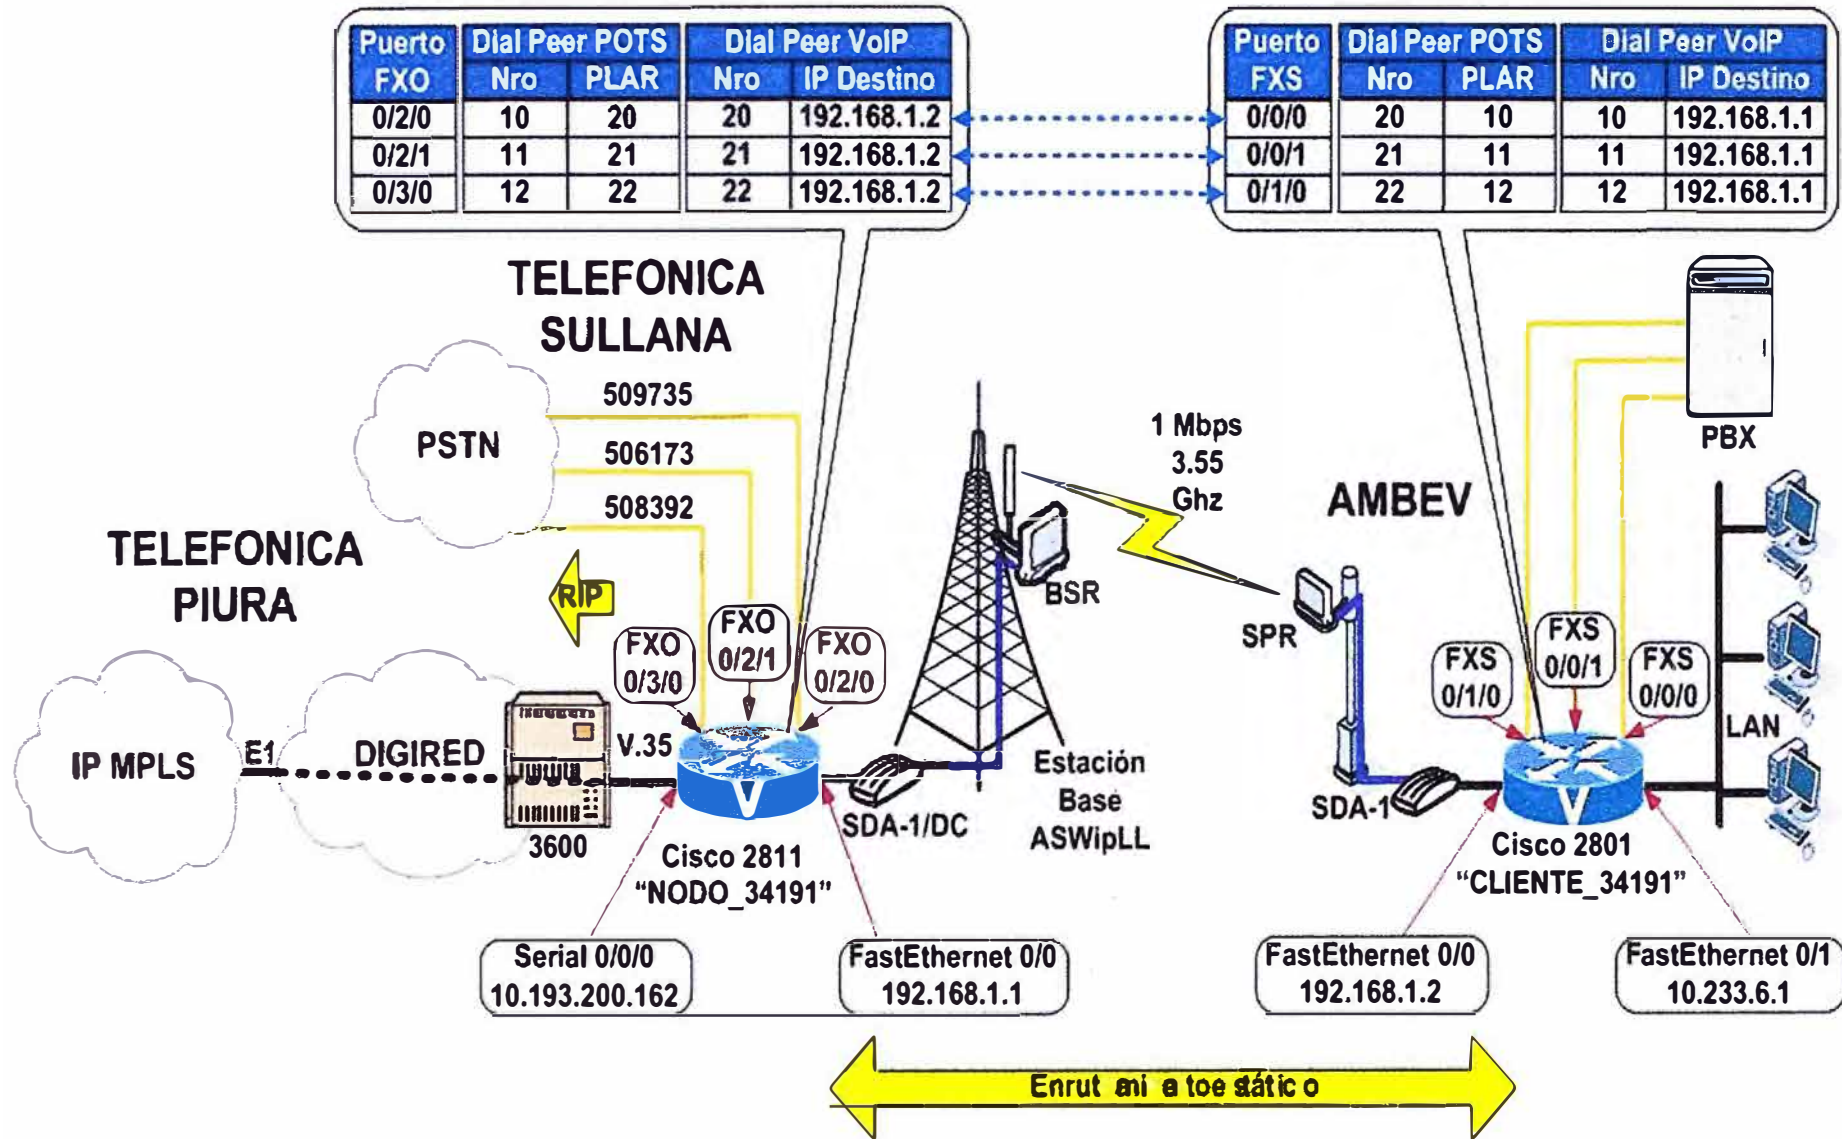 Puerto FXO | Dial Peer POTS | Dial Peer VoIP
Nro | PLAR | Nro | IP Destino
0/2/0 | 10 | 20 | 20 | 192.168.1.2
0/2/1 | 11 | 21 | 21 | 192.168.1.2
0/3/0 | 12 | 22 | 22 | 192.168.1.2
Puerto FXS | Dial Peer POTS | Dial Peer VoIP
Nro | PLAR | Nro | IP Destino
0/0/0 | 20 | 10 | 10 | 192.168.1.1
0/0/1 | 21 | 11 | 11 | 192.168.1.1
0/1/0 | 22 | 12 | 12 | 192.168.1.1
TELEFONICA
SULLANA
509735
506173
508392
PSTN
TELEFONICA
PIURA
RIP
FXO
0/3/0
FXO
0/2/1
FXO
0/2/0
IP MPLS
E1
DIGIRED
3600
V.35
Cisco 2811
“NODO_34191”
SDA-1/DC
BSR
Estación
Base
ASWipLL
1 Mbps
3.55
Ghz
AMBEV
SPR
SDA-1
FXS
0/1/0
FXS
0/0/1
FXS
0/0/0
PBX
LAN
Cisco 2801
“CLIENTE_34191”
Serial 0/0/0
10.193.200.162
FastEthernet 0/0
192.168.1.1
FastEthernet 0/0
192.168.1.2
FastEthernet 0/1
10.233.6.1
Enrut ami e toe stático